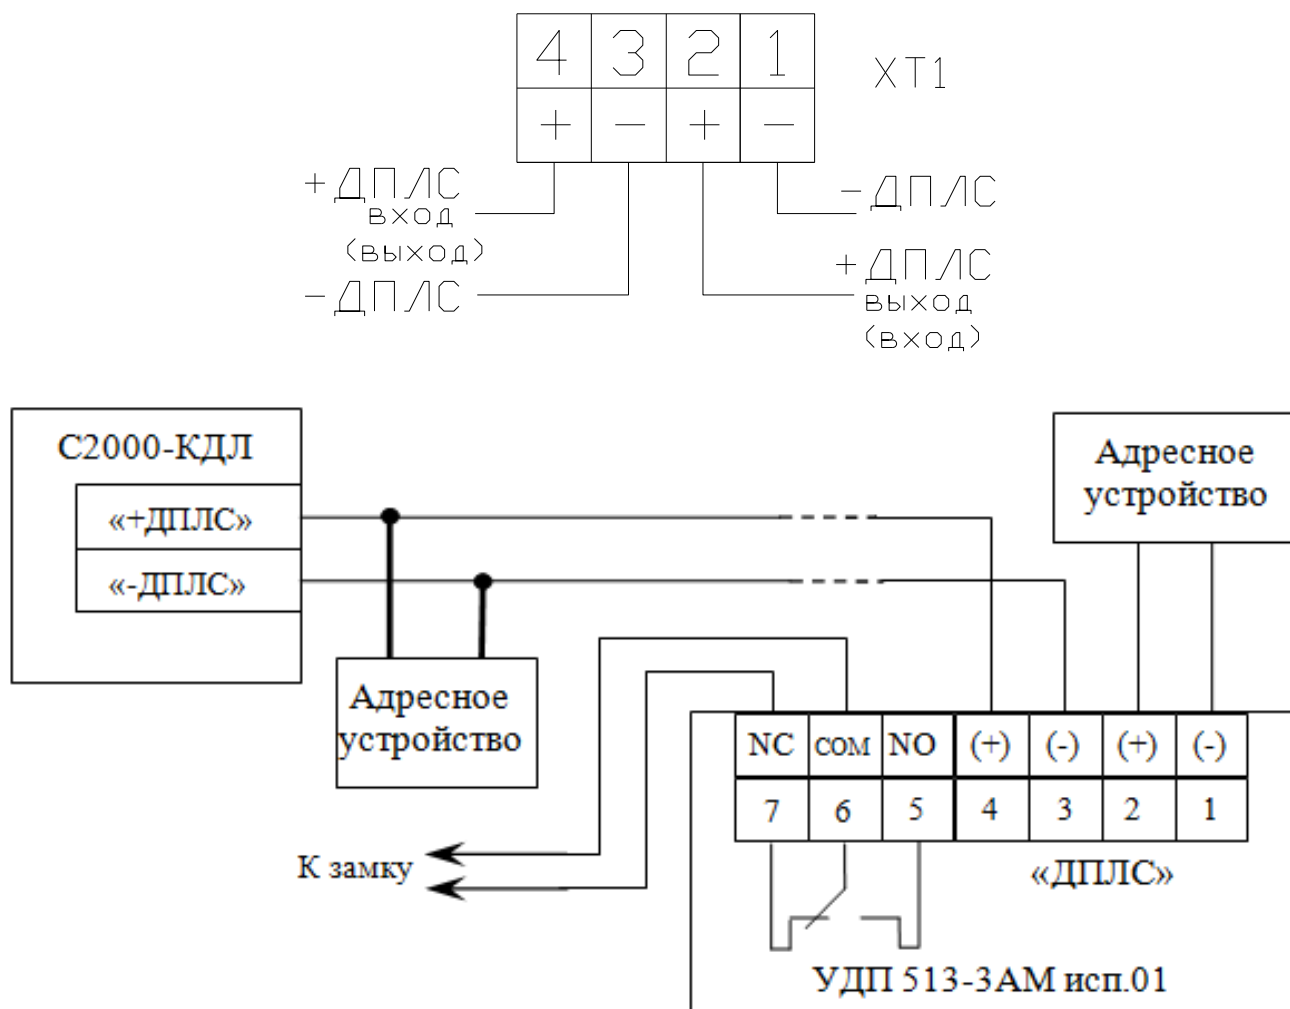 4 3 2 1
ХТ1
+ - + -
+ДПЛС
вход
(выход)
-ДПЛС
-ДПЛС
+ДПЛС
выход
(вход)
С2000-КДЛ
«+ДПЛС»
«-ДПЛС»
Адресное
устройство
Адресное
устройство
NC COM NO (+) (-) (+) (-)
7 6 5 4 3 2 1
К замку
«ДПЛС»
УДП 513-3АМ исп.01